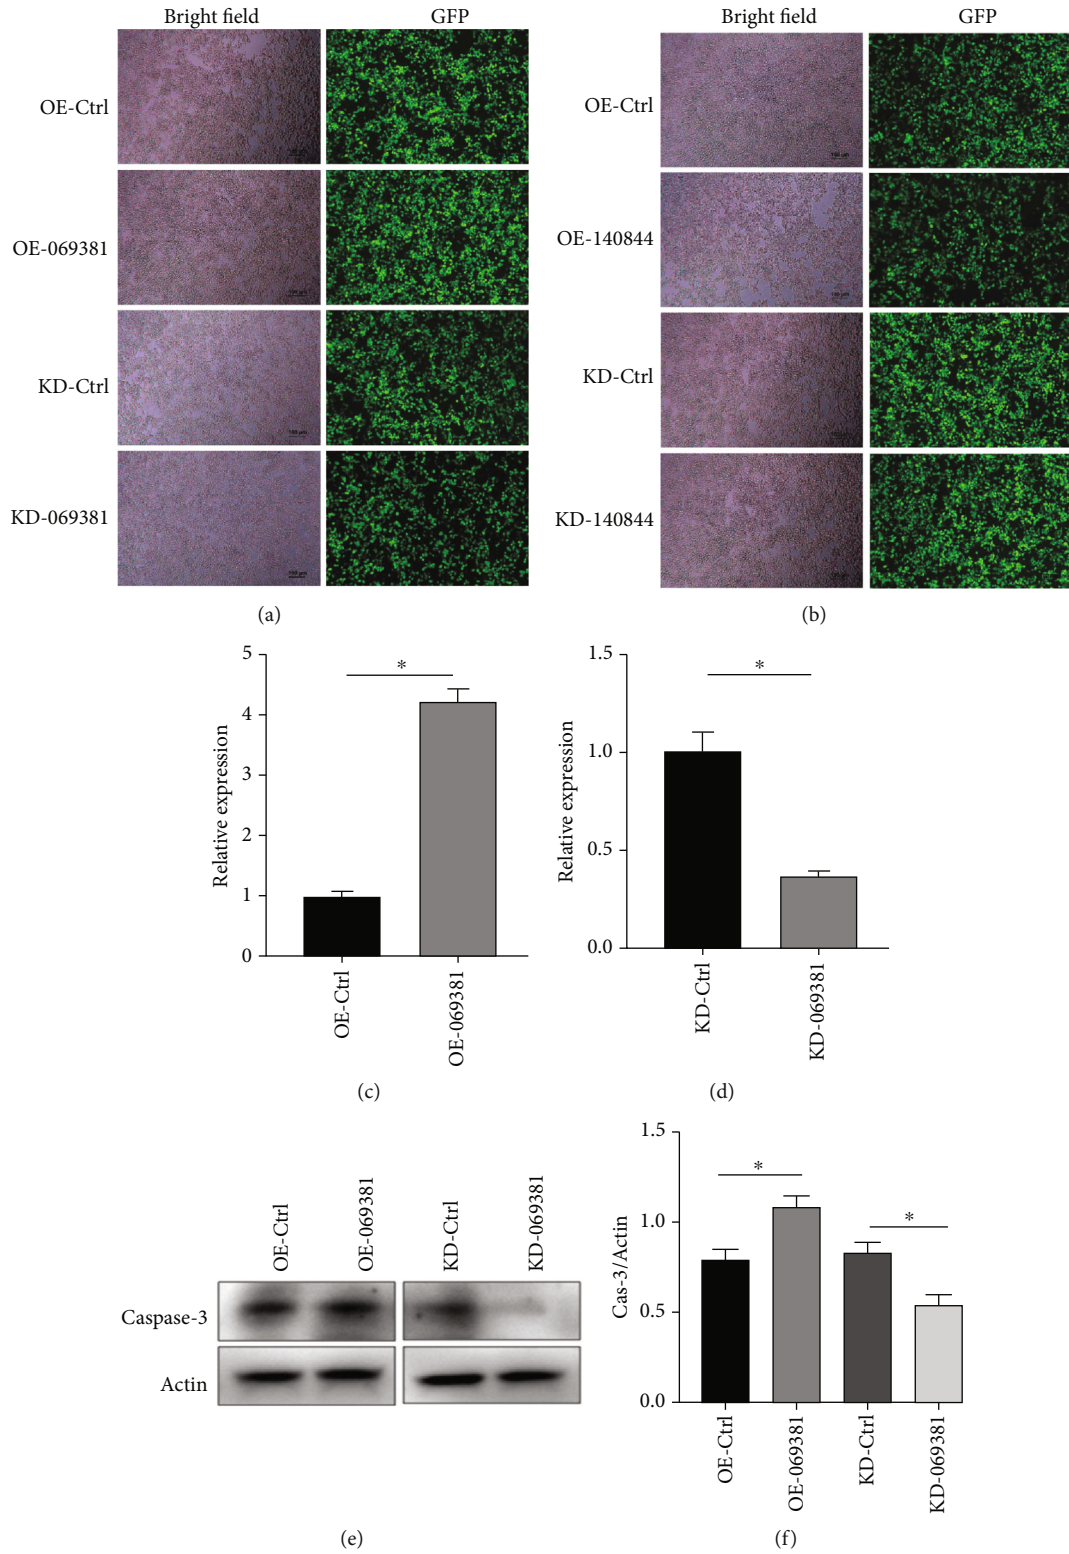 Bright field GFP
OE-Ctrl
OE-069381
KD-Ctrl
KD-069381
100 μm
(a)
Bright field GFP
OE-Ctrl
OE-140844
KD-Ctrl
KD-140844
100 μm
(b)
Relative expression
5
4
3
2
1
0
*
OE-Ctrl
OE-069381
(c)
Relative expression
1.5
1.0
0.5
0.0
*
KD-Ctrl
KD-069381
(d)
OE-Ctrl
OE-069381
KD-Ctrl
KD-069381
Caspase-3
Actin
(e)
Cas-3/Actin
1.5
1.0
0.5
0.0
*
*
OE-Ctrl
OE-069381
KD-Ctrl
KD-069381
(f)